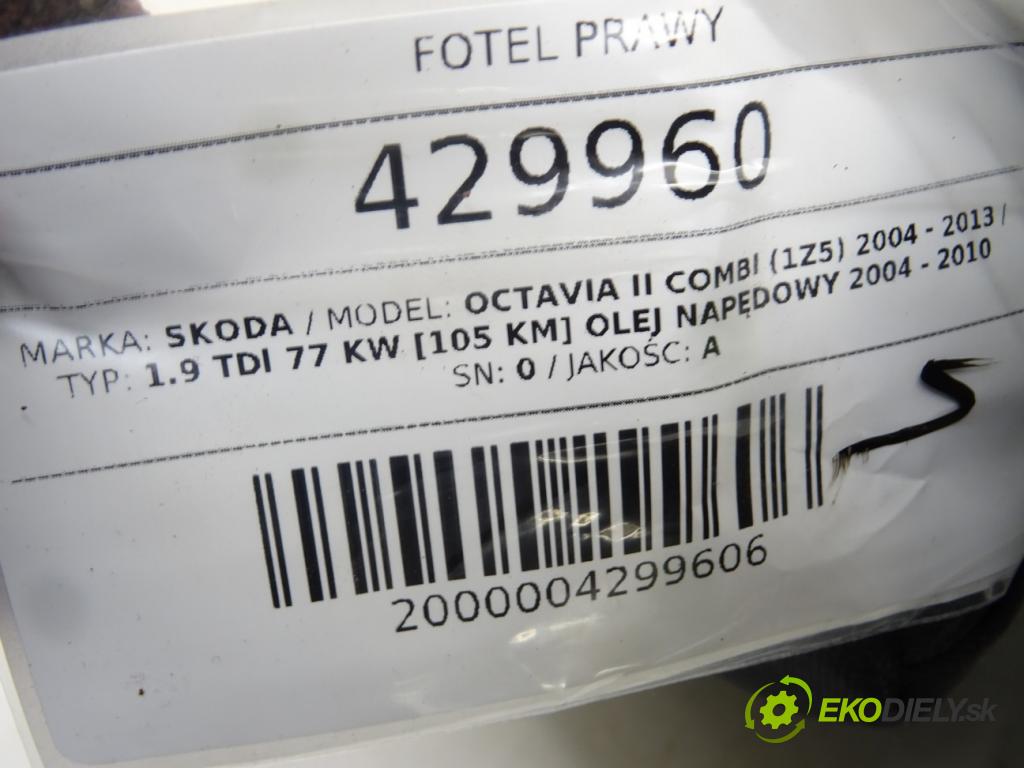 FOTEL PRAWY
429960
MARKA: SKODA / MODEL: OCTAVIA II COMBI (1Z5) 2004 - 2013 /
TYP: 1.9 TDI 77 KW [105 KM] OLEJ NAPĘDOWY 2004 - 2010
SN: 0 / JAKOŚC: A
2000004299606
EKODIELY.sk